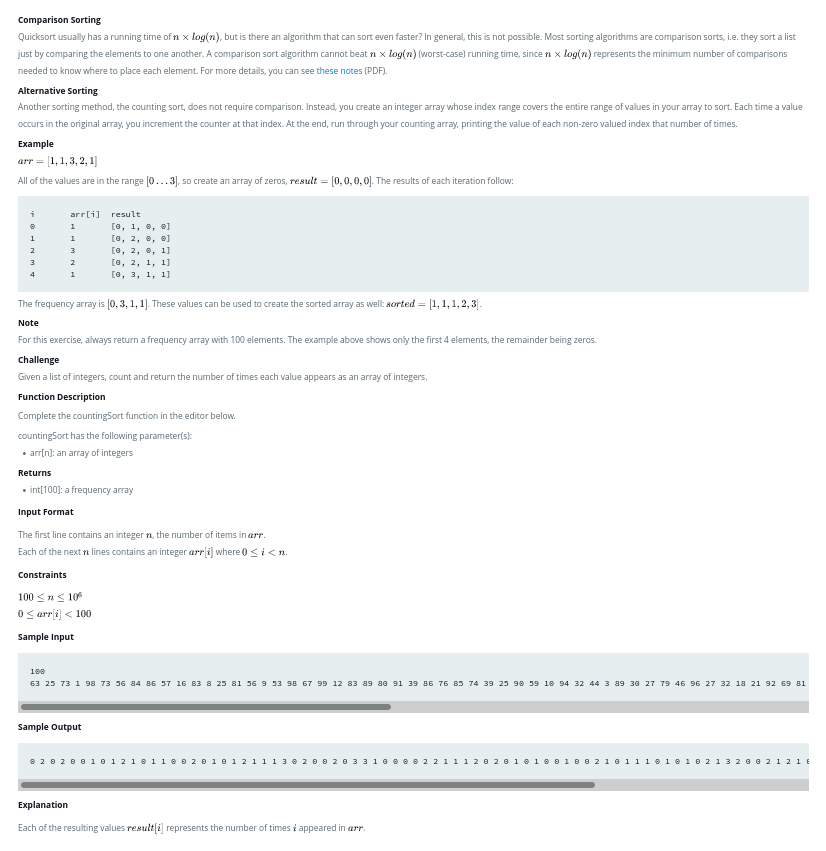 Comparison Sorting
Quicksort usually has a running time of n × log(n), but is there an algorithm that can sort even faster? In general, this is not possible. Most sorting algorithms are comparison sorts, i.e. they sort a list
just by comparing the elements to one another. A comparison sort algorithm cannot beat n × log(n) (worst-case) running time, since n × log(n) represents the minimum number of comparisons
needed to know where to place each element. For more details, you can see these notes (PDF).
Alternative Sorting
Another sorting method, the counting sort, does not require comparison. Instead, you create an integer array whose index range covers the entire range of values in your array to sort. Each time a value
occurs in the original array, you increment the counter at that index. At the end, run through your counting array, printing the value of each non-zero valued index that number of times.
Example
arr = [1, 1, 3, 2, 1]
All of the values are in the range [0 . . . 3], so create an array of zeros, result = [0, 0, 0, 0]. The results of each iteration follow:
i arr[i] result
0 1 [0, 1, 0, 0]
1 1 [0, 2, 0, 0]
2 3 [0, 2, 0, 1]
3 2 [0, 2, 1, 1]
4 1 [0, 3, 1, 1]
The frequency array is [0, 3, 1, 1]. These values can be used to create the sorted array as well: sorted = [1, 1, 1, 2, 3].
Note
For this exercise, always return a frequency array with 100 elements. The example above shows only the first 4 elements, the remainder being zeros.
Challenge
Given a list of integers, count and return the number of times each value appears as an array of integers.
Function Description
Complete the countingSort function in the editor below.
countingSort has the following parameter(s):
• arr[n]: an array of integers
Returns
• int[100]: a frequency array
Input Format
The first line contains an integer n, the number of items in arr.
Each of the next n lines contains an integer arr[i] where 0 ≤ i < n.
Constraints
100 ≤ n ≤ 10⁶
0 ≤ arr[i] < 100
Sample Input
100
63 25 73 1 98 73 56 84 86 57 16 83 8 25 81 56 9 53 98 67 99 12 83 89 80 91 39 86 76 85 74 39 25 90 59 10 94 32 44 3 89 30 27 79 46 96 27 32 18 21 92 69 81
Sample Output
0 2 0 2 0 0 1 0 1 2 1 0 1 1 0 0 2 0 1 0 1 2 1 1 1 3 0 2 0 0 2 0 3 3 1 0 0 0 0 2 2 1 1 1 2 0 2 0 1 0 1 0 0 1 0 0 2 1 0 1 1 1 0 1 0 1 0 2 1 3 2 0 0 2 1 2 1
Explanation
Each of the resulting values result[i] represents the number of times i appeared in arr.